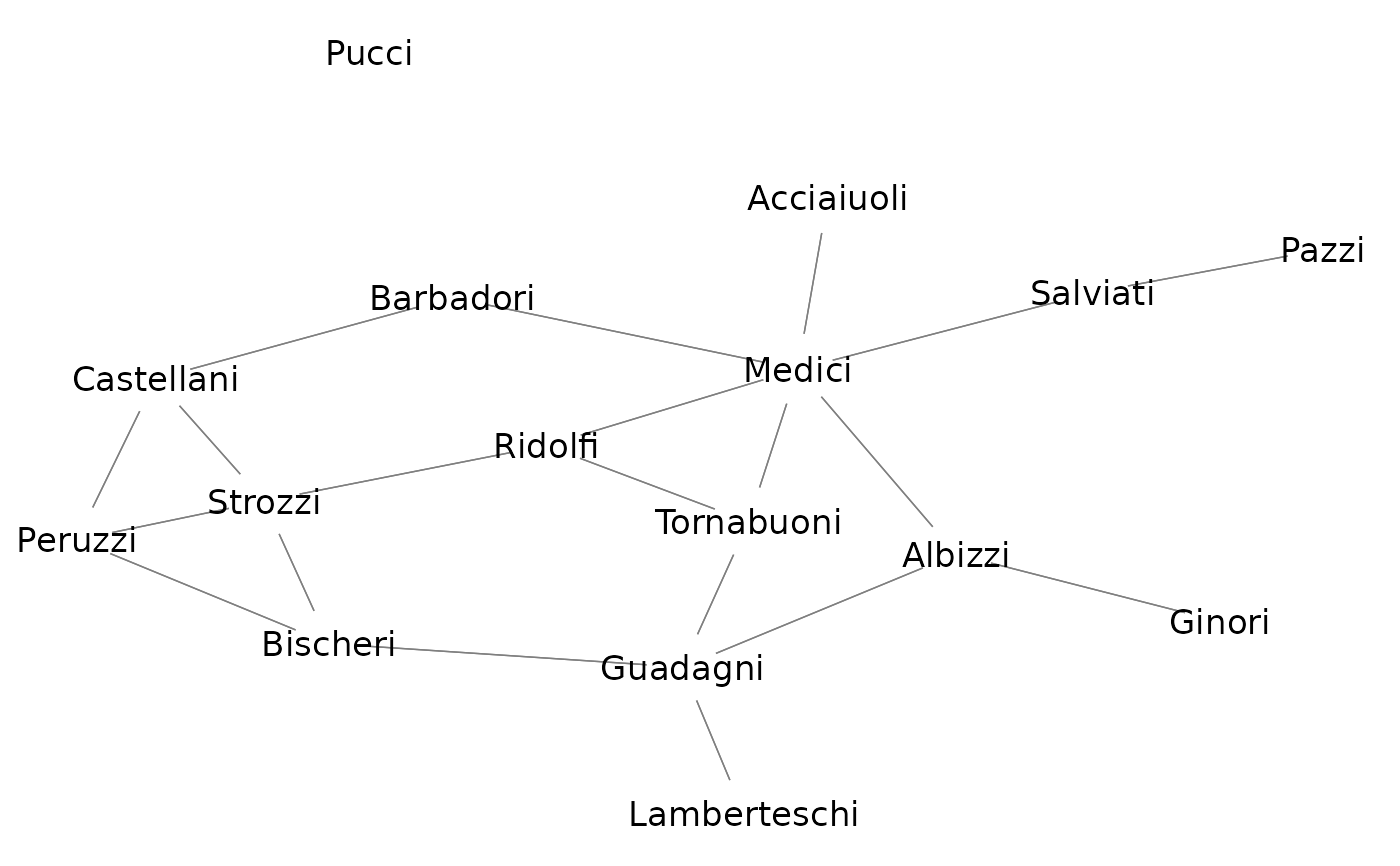 Pucci
Acciaiuoli
Pazzi
Salviati
Barbadori
Medici
Castellani
Ridolfi
Strozzi
Tornabuoni
Peruzzi
Albizzi
Ginori
Bischeri
Guadagni
Lamberteschi